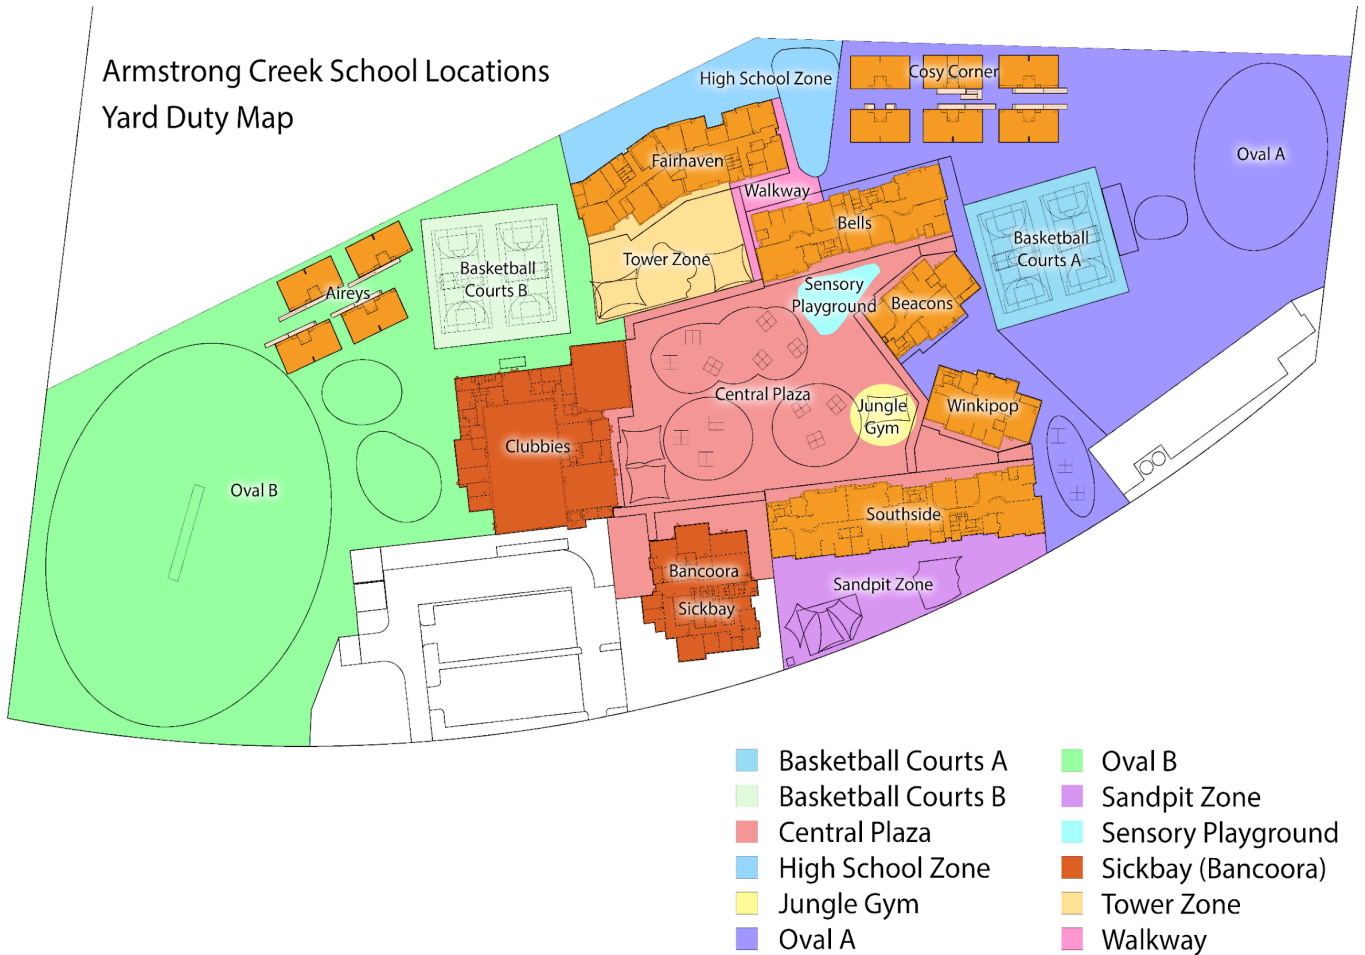 Armstrong Creek School Locations
Yard Duty Map
High School Zone
Cosy Corner
Fairhaven
Oval A
Walkway
Bells
Basketball
Courts A
Tower Zone
Basketball
Courts B
Sensory
Playground
Aireys
Beacons
Central Plaza
Jungle
Gym
Winkipop
Clubbies
Oval B
Southside
Bancoora
Sandpit Zone
Sickbay
Basketball Courts A
Basketball Courts B
Central Plaza
High School Zone
Jungle Gym
Oval A
Oval B
Sandpit Zone
Sensory Playground
Sickbay (Bancoora)
Tower Zone
Walkway